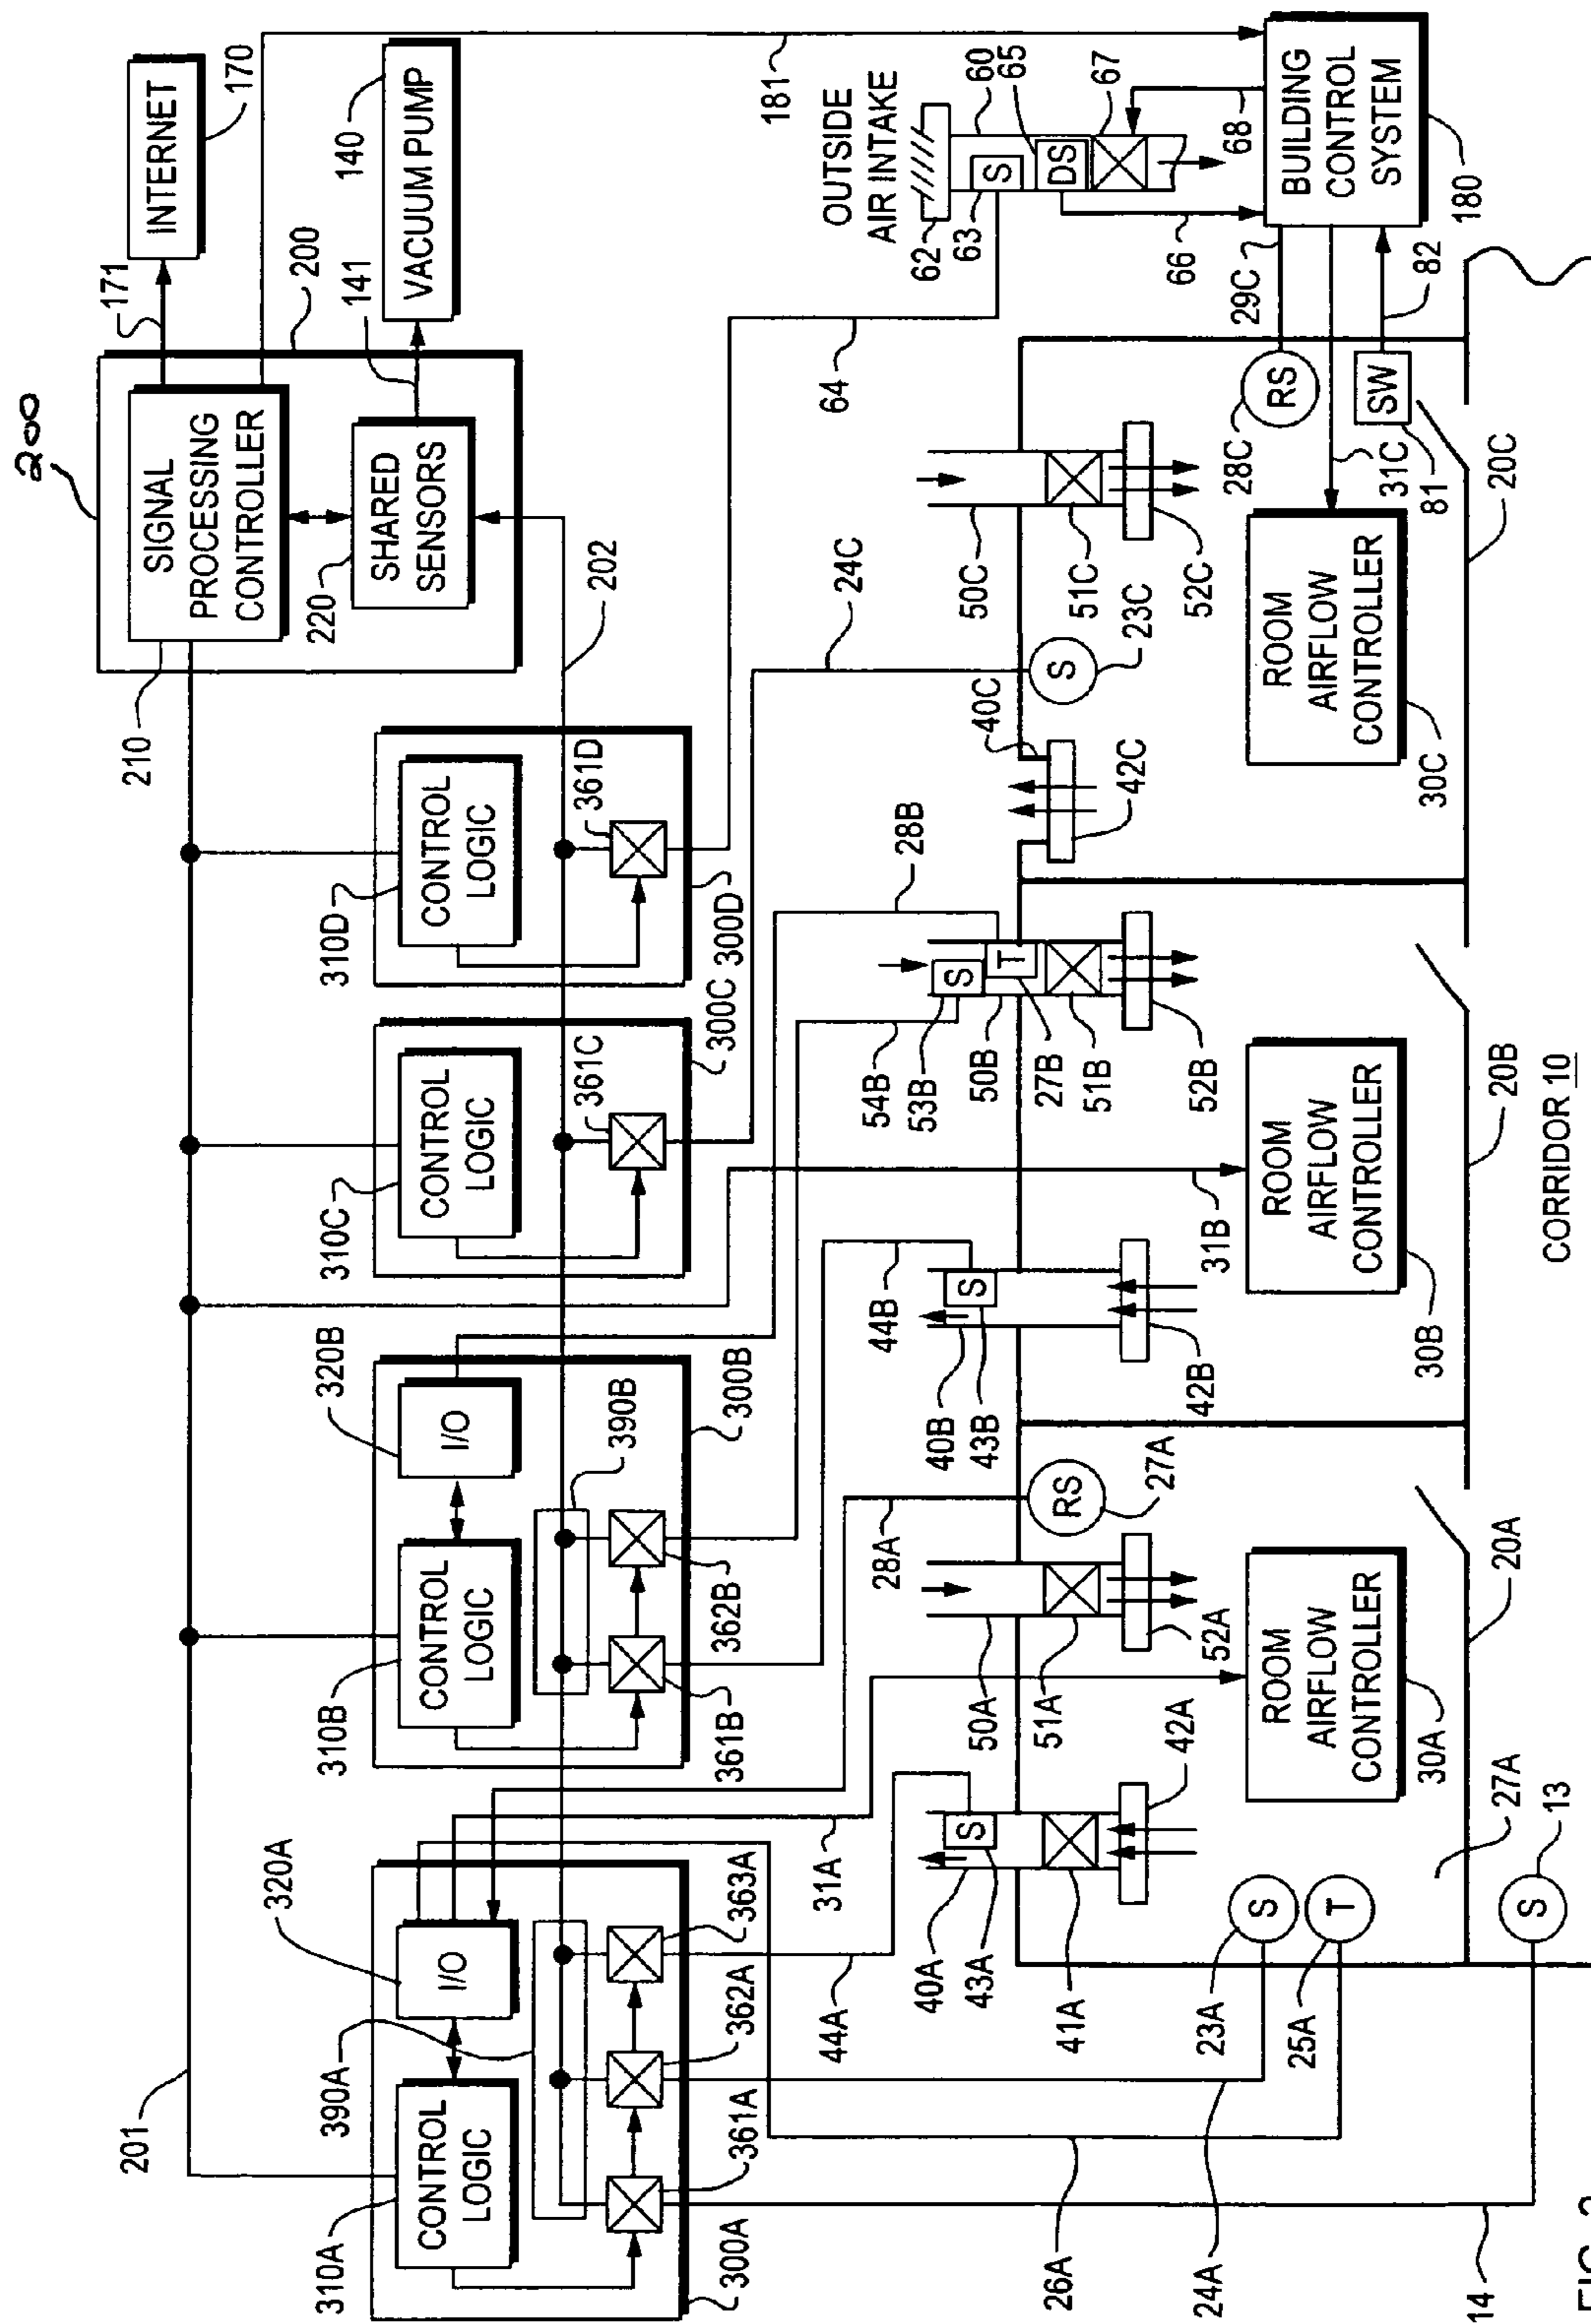 200
201
210
SIGNAL
PROCESSING
CONTROLLER
171
INTERNET
170
200
220
SHARED
SENSORS
141
140
VACUUM PUMP
202
181
320A
310A
CONTROL
LOGIC
I/O
390A
361A
362A
363A
300A
310B
CONTROL
LOGIC
320B
I/O
390B
361B
362B
300B
310C
CONTROL
LOGIC
361C
300C
310D
CONTROL
LOGIC
361D
300D
24C
64
OUTSIDE
AIR INTAKE
62
63
S
60
65
DS
67
66
68
BUILDING
CONTROL
SYSTEM
180
26A
24A
14
44A
31A
28A
40A
43A
S
41A
42A
50A
51A
52A
RS
27A
23A
S
25A
T
27A
S
13
ROOM
AIRFLOW
CONTROLLER
30A
20A
44B
40B
43B
S
42B
31B
54B
53B
S
28B
T
50B
27B
51B
52B
ROOM
AIRFLOW
CONTROLLER
30B
20B
CORRIDOR 10
40C
42C
S
23C
50C
51C
52C
28C
RS
29C
ROOM
AIRFLOW
CONTROLLER
30C
31C
SW
81
82
20C